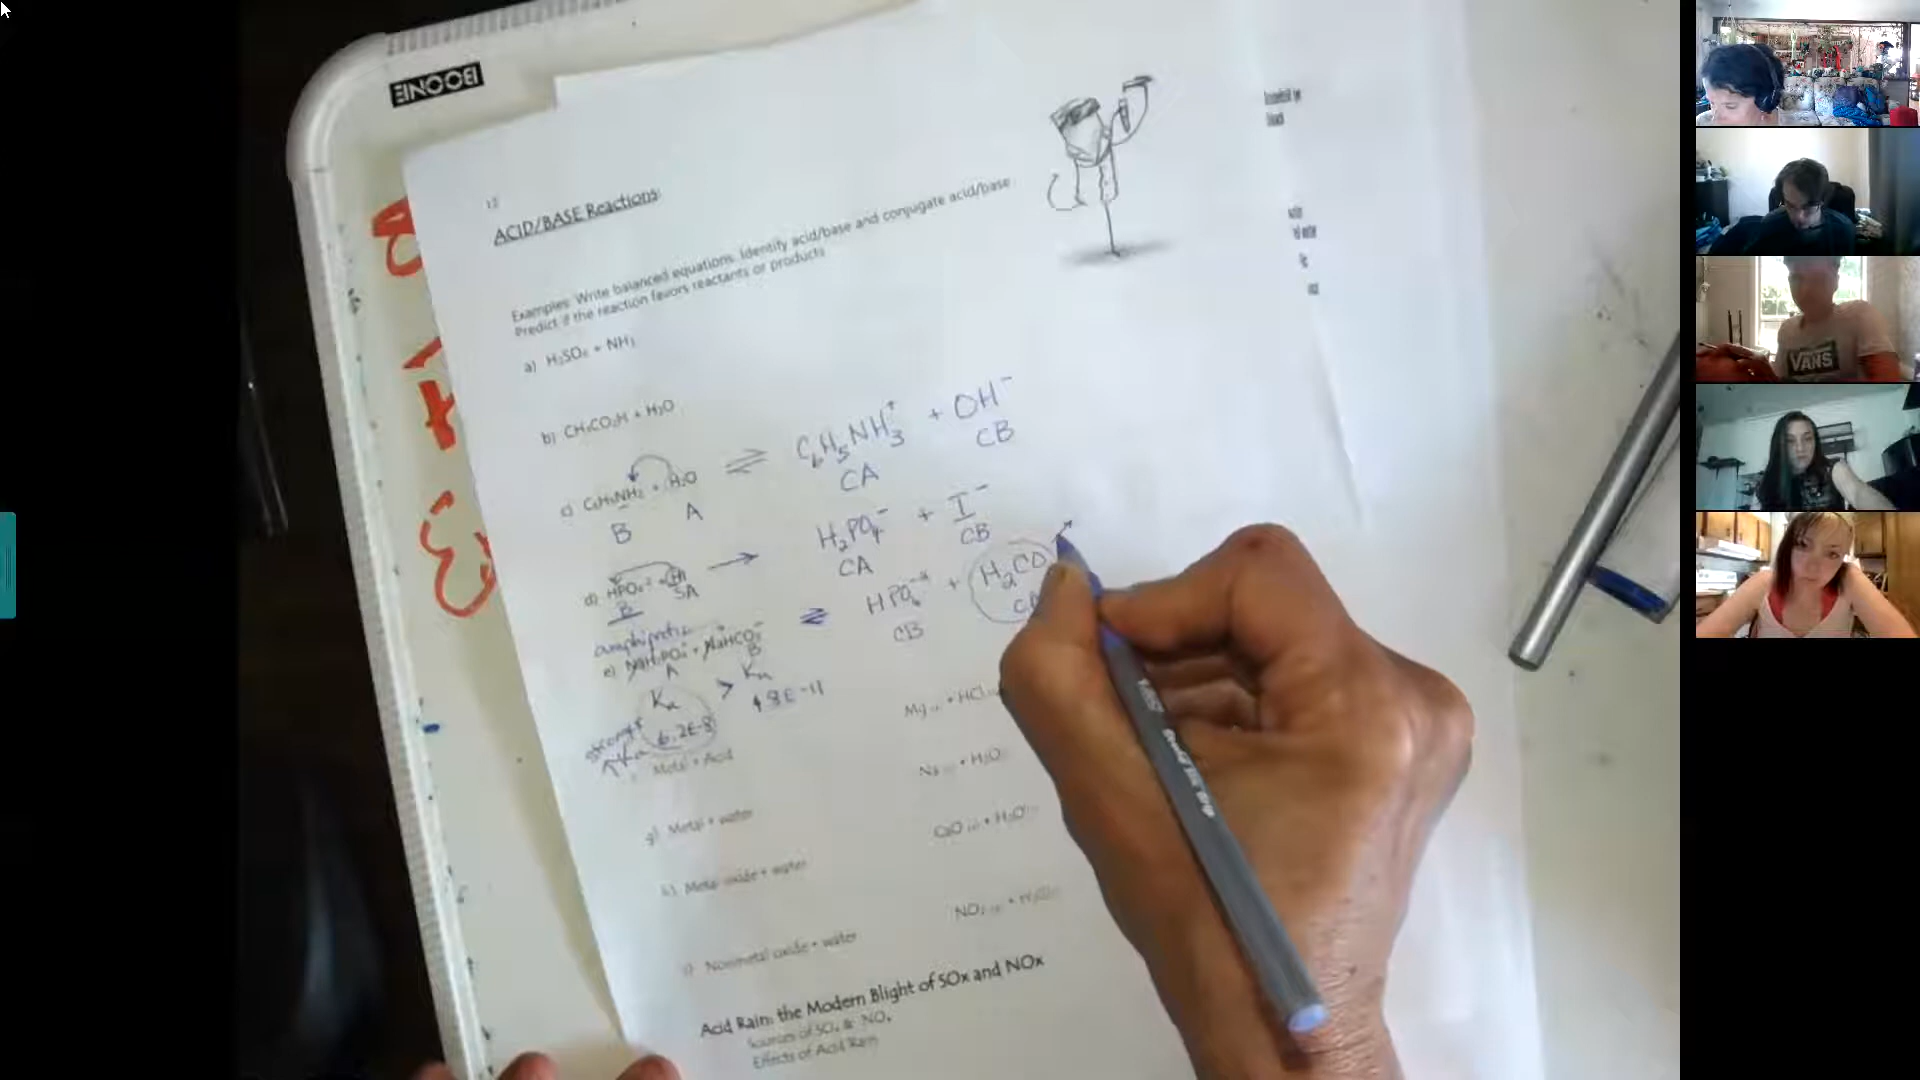 BOONE
13
ACID/BASE Reactions:
Examples: Write balanced equations. Identify acid/base and conjugate acid/base
Predict if the reaction favors reactants or products
a) H₂SO₄ + NH₃
b) CH₃CO₂H + H₂O
c) C₆H₅NH₂ + H₂O ⇌ C₆H₅NH₃⁺ + OH⁻
B A CA CB
d) HPO₄⁻² + HI → H₂PO₄⁻ + I⁻
B SA CA CB
amphiprotic
e) NaH₂PO₄⁻ + NaHCO₃⁻ ⇌ HPO₄ + H₂CO
A B CB CA
Ka > Ka
6.2E-8 4.8E-11
Metal + Acid Mg + HCl
g) Metal + water Na + H₂O
h) Metal oxide + water CaO + H₂O
i) Nonmetal oxide + water NO₂ + H₂O
Acid Rain: the Modern Blight of SOx and NOx
Sources of SOₓ & NOₓ
Effects of Acid Rain
VANS